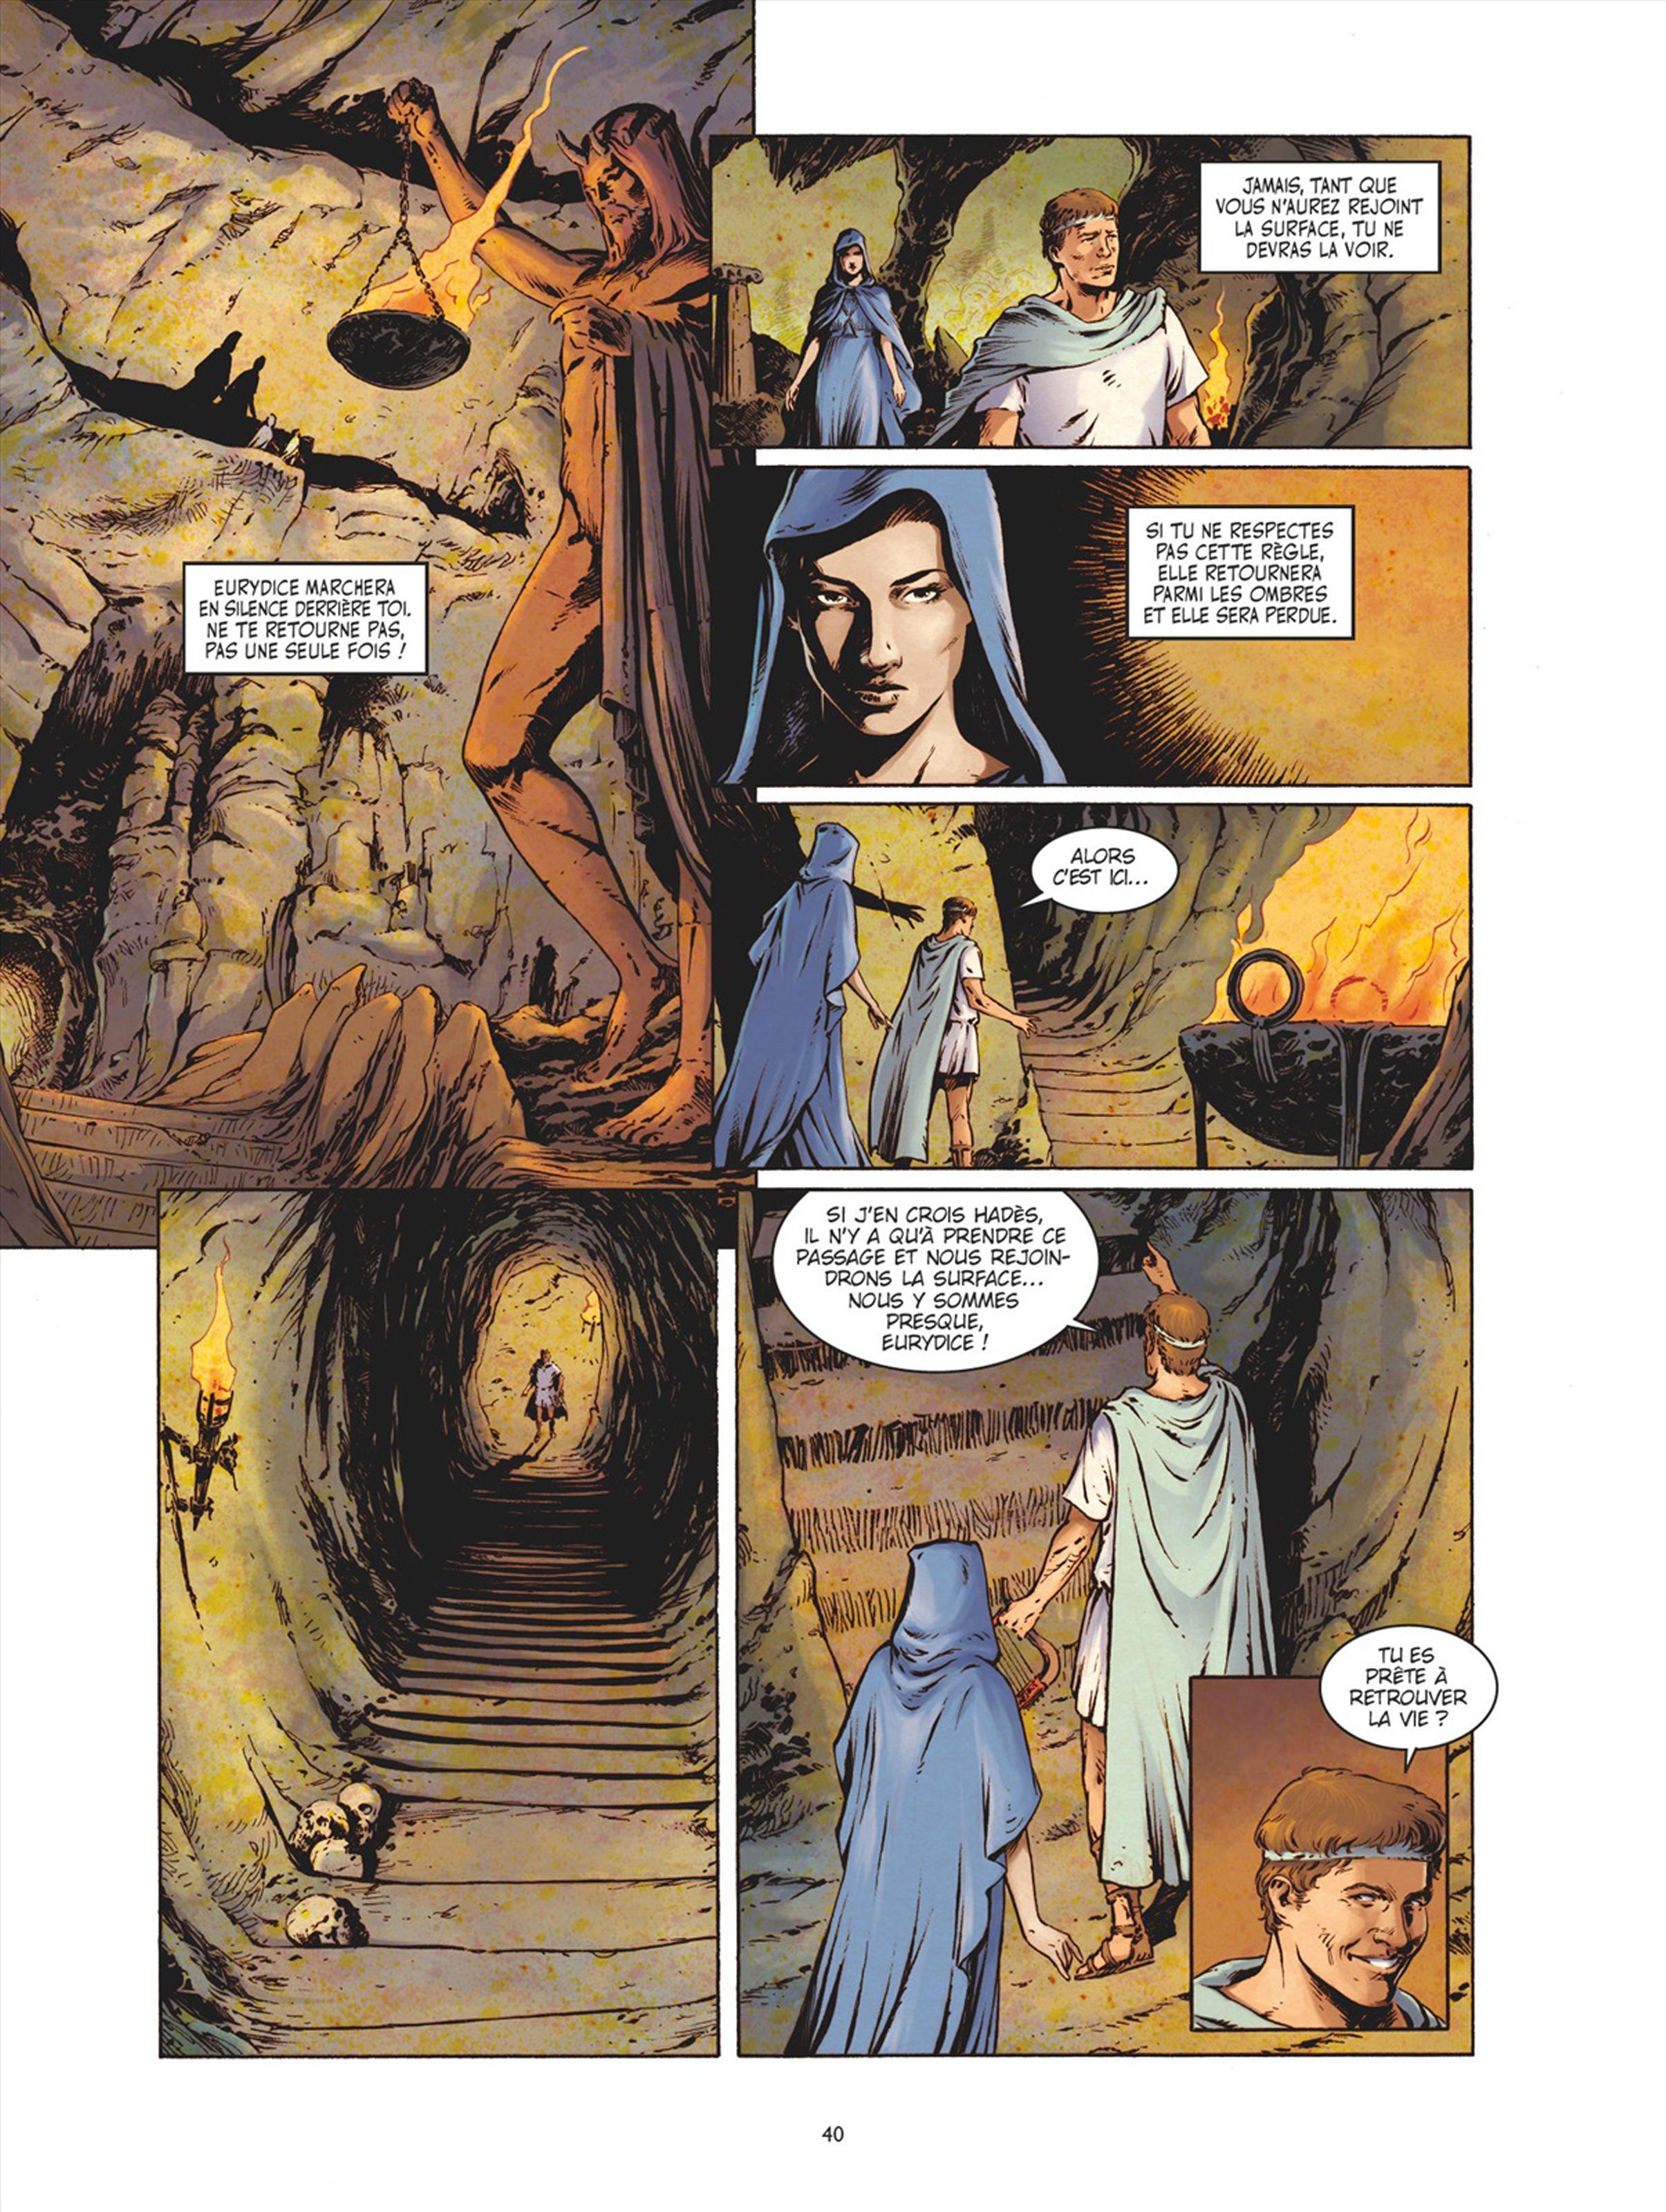 EURYDICE MARCHERA
EN SILENCE DERRIÈRE TOI.
NE TE RETOURNE PAS,
PAS UNE SEULE FOIS !
JAMAIS, TANT QUE
VOUS N'AUREZ REJOINT
LA SURFACE, TU NE
DEVRAS LA VOIR.
SI TU NE RESPECTES
PAS CETTE RÈGLE,
ELLE RETOURNERA
PARMI LES OMBRES
ET ELLE SERA PERDUE.
ALORS
C'EST ICI...
SI J'EN CROIS HADÈS,
IL N'Y A QU'À PRENDRE CE
PASSAGE ET NOUS REJOIN-
DRONS LA SURFACE...
NOUS Y SOMMES
PRESQUE,
EURYDICE !
TU ES
PRÊTE À
RETROUVER
LA VIE ?
40